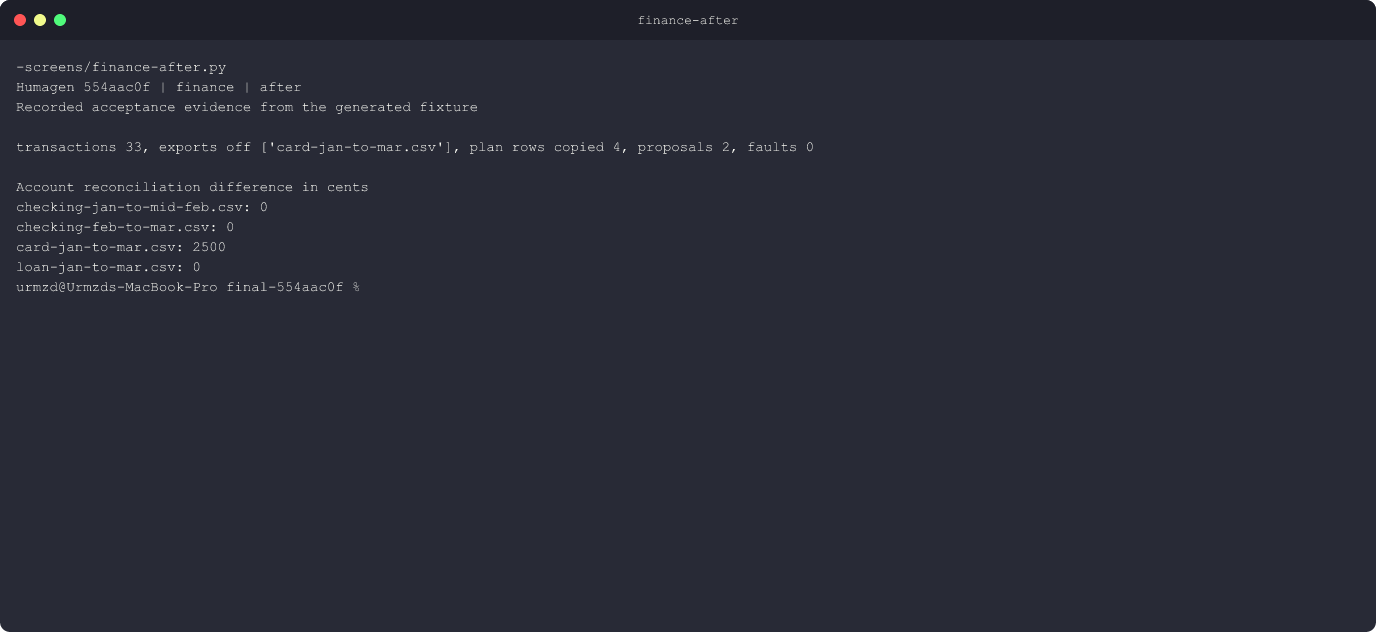 finance-after
-screens/finance-after.py
Humagen 554aac0f | finance | after
Recorded acceptance evidence from the generated fixture
transactions 33, exports off ['card-jan-to-mar.csv'], plan rows copied 4, proposals 2, faults 0
Account reconciliation difference in cents
checking-jan-to-mid-feb.csv: 0
checking-feb-to-mar.csv: 0
card-jan-to-mar.csv: 2500
loan-jan-to-mar.csv: 0
urmzd@Urmzds-MacBook-Pro final-554aac0f %